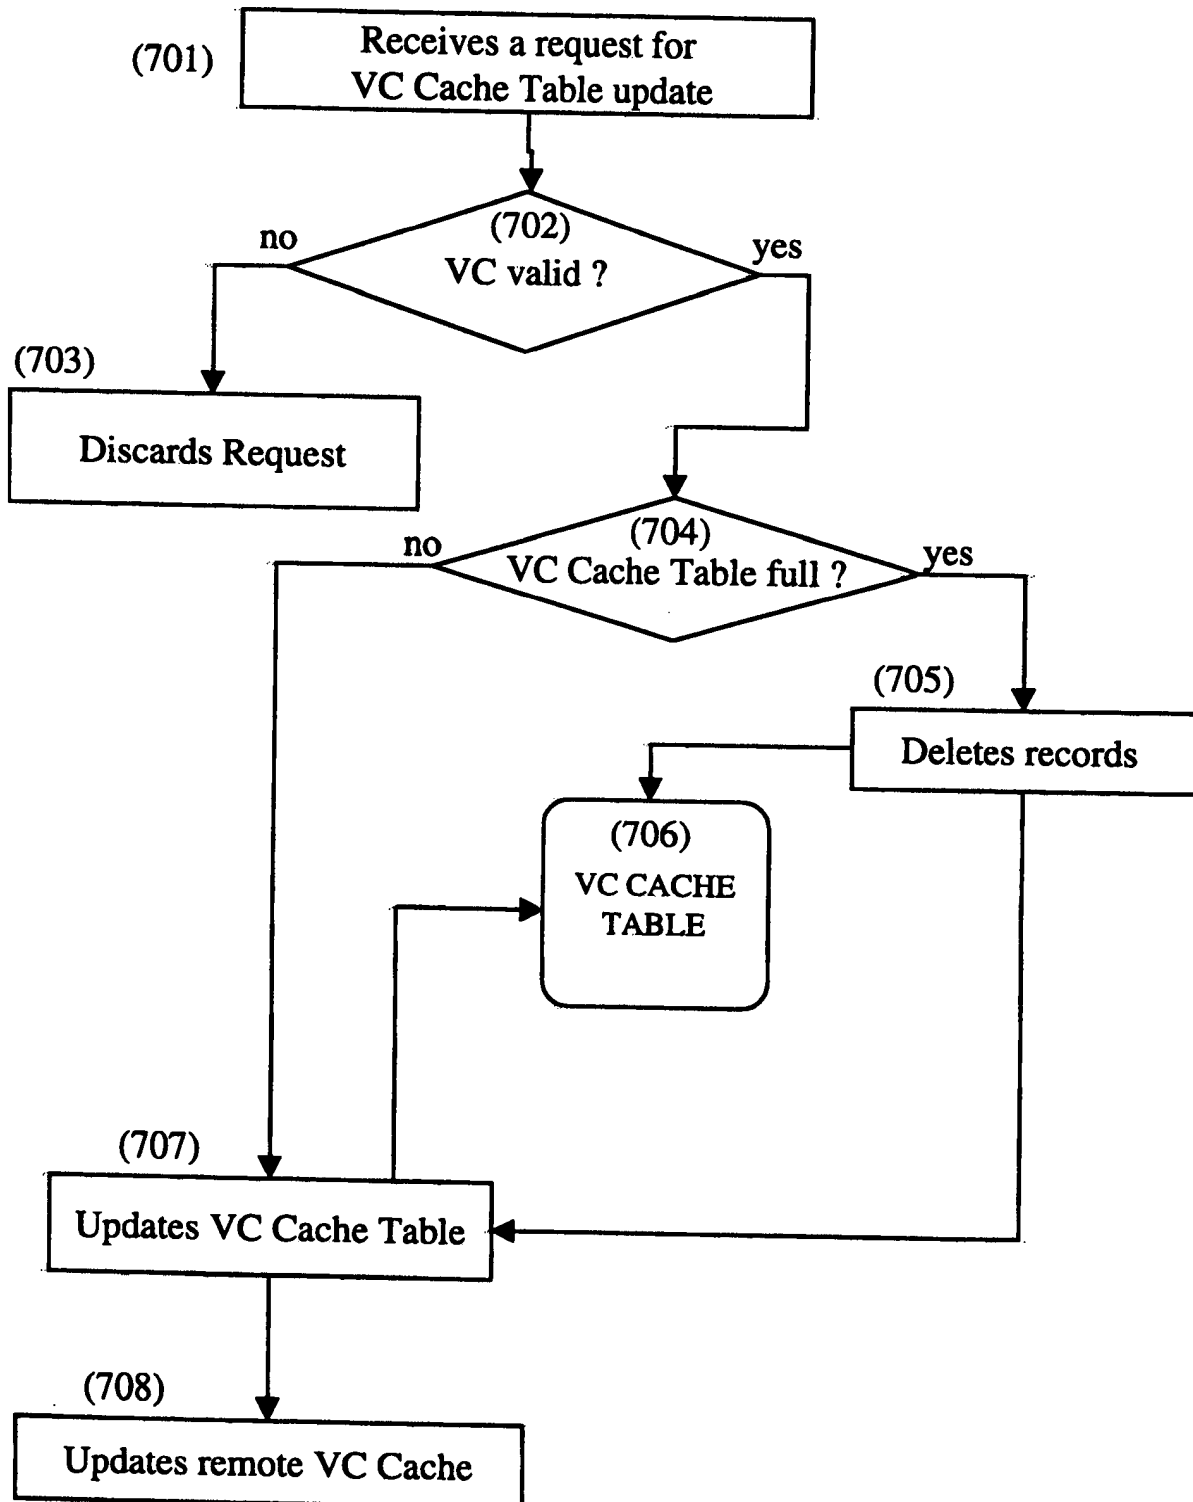 Receives a request for
VC Cache Table update
(701)
(702)
VC valid ?
no
yes
(703)
Discards Request
(704)
VC Cache Table full ?
no
yes
(705)
Deletes records
(706)
VC CACHE
TABLE
(707)
Updates VC Cache Table
(708)
Updates remote VC Cache